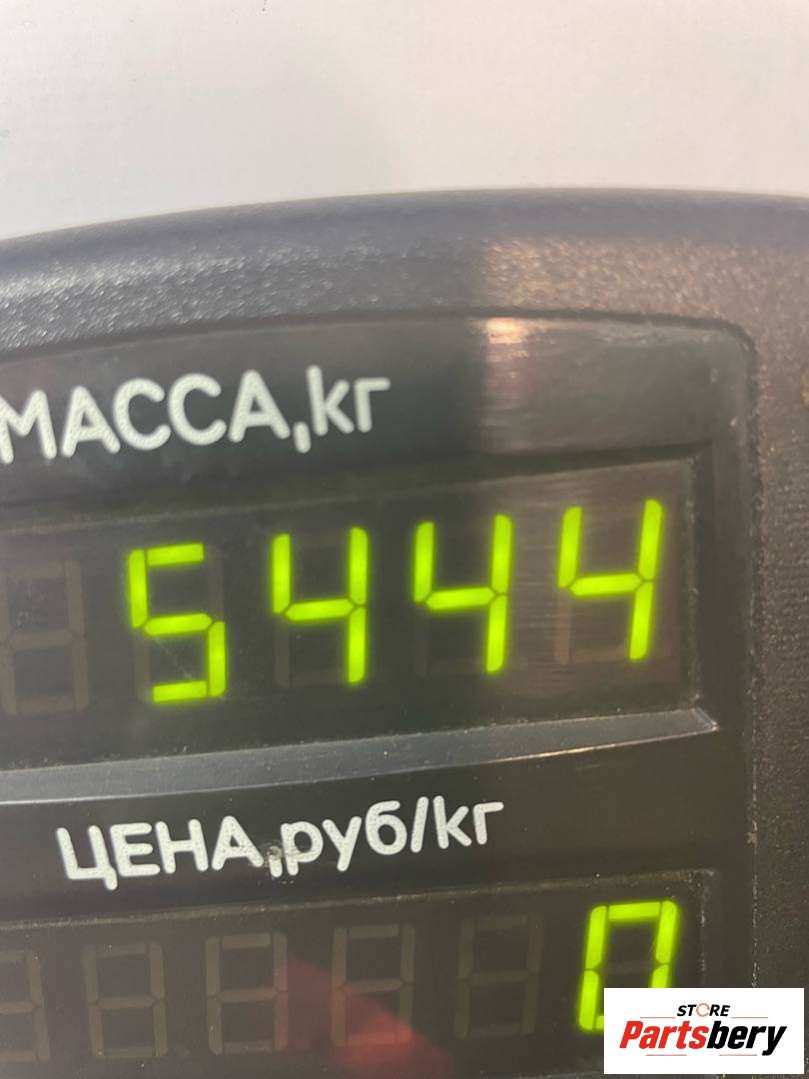 МАССА,кг
5444
ЦЕНА,руб/кг
0
STORE
Partsbery